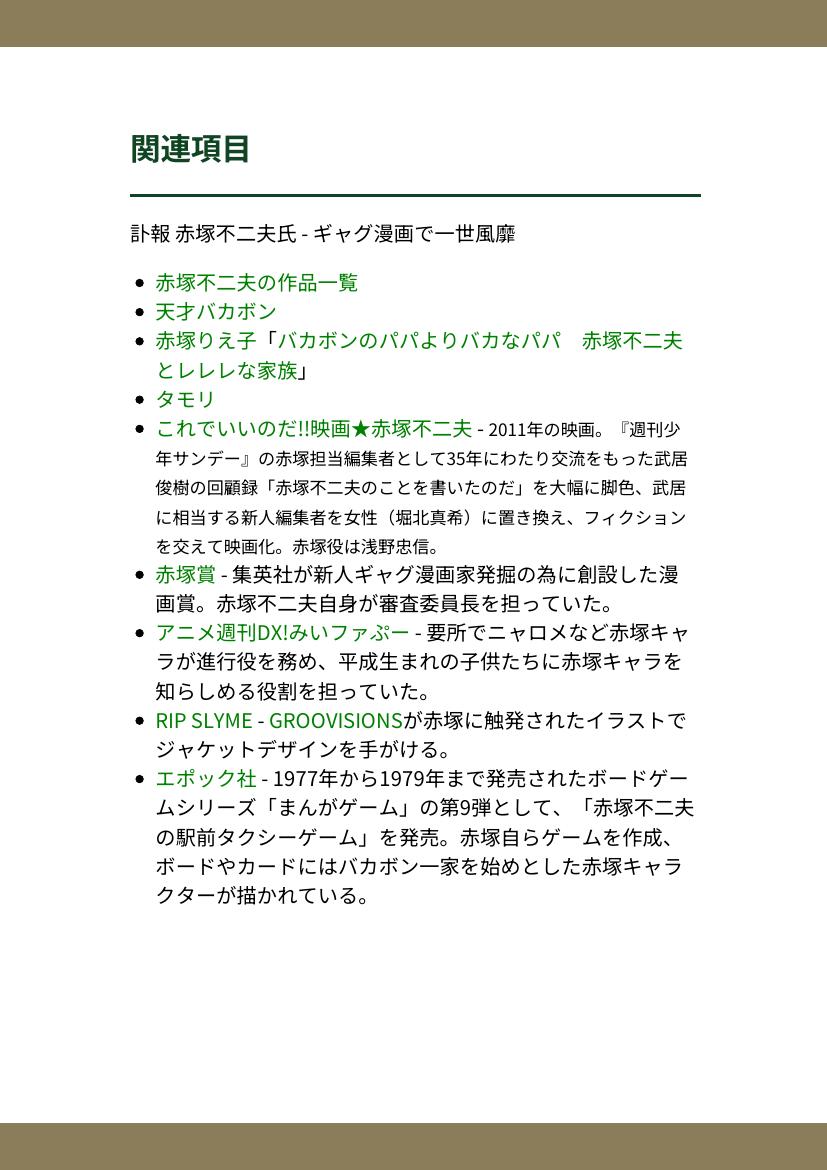 関連項目
訃報 赤塚不二夫氏 - ギャグ漫画で一世風靡
• 赤塚不二夫の作品一覧
• 天才バカボン
• 赤塚りえ子「バカボンのパパよりバカなパパ　赤塚不二夫
とレレレな家族」
• タモリ
• これでいいのだ!!映画★赤塚不二夫 - 2011年の映画。『週刊少
年サンデー』の赤塚担当編集者として35年にわたり交流をもった武居
俊樹の回顧録「赤塚不二夫のことを書いたのだ」を大幅に脚色、武居
に相当する新人編集者を女性（堀北真希）に置き換え、フィクション
を交えて映画化。赤塚役は浅野忠信。
• 赤塚賞 - 集英社が新人ギャグ漫画家発掘の為に創設した漫
画賞。赤塚不二夫自身が審査委員長を担っていた。
• アニメ週刊DX!みいファぷー - 要所でニャロメなど赤塚キャ
ラが進行役を務め、平成生まれの子供たちに赤塚キャラを
知らしめる役割を担っていた。
• RIP SLYME - GROOVISIONSが赤塚に触発されたイラストで
ジャケットデザインを手がける。
• エポック社 - 1977年から1979年まで発売されたボードゲー
ムシリーズ「まんがゲーム」の第9弾として、「赤塚不二夫
の駅前タクシーゲーム」を発売。赤塚自らゲームを作成、
ボードやカードにはバカボン一家を始めとした赤塚キャラ
クターが描かれている。